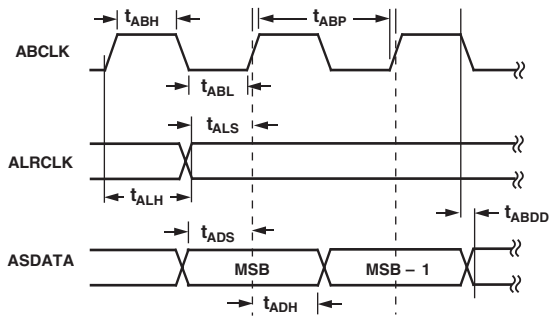 tABH
tABP
ABCLK
tABL
tALS
ALRCLK
tALH
tABDD
tADS
ASDATA
MSB
MSB – 1
tADH